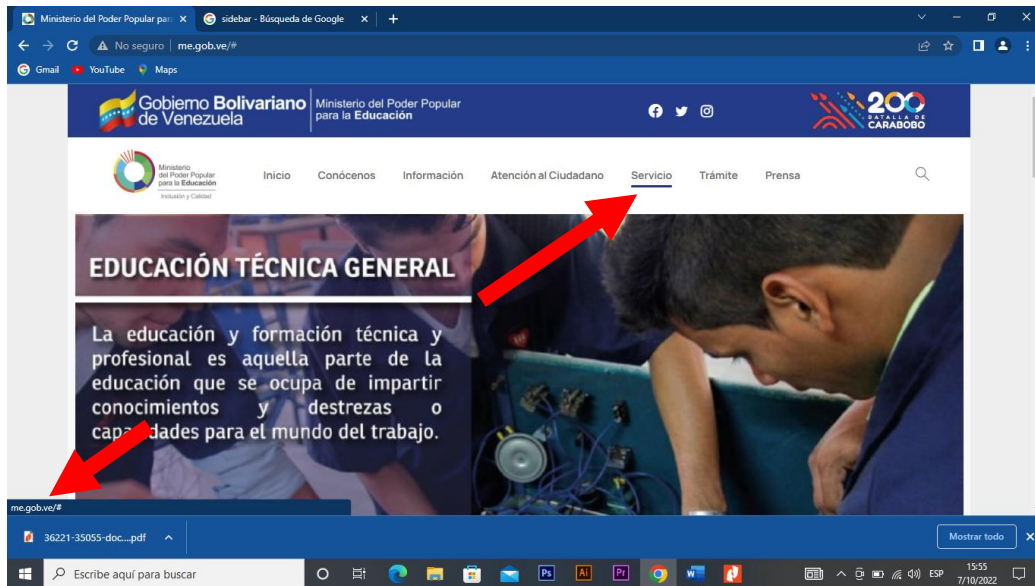 Ministerio del Poder Popular par
sidebar - Búsqueda de Google
No seguro | me.gob.ve/#
Gmail YouTube Maps
Gobierno Bolivariano
de Venezuela
Ministerio del Poder Popular
para la Educación
200
BATALLA DE
CARABOBO
Ministerio
del Poder Popular
para la Educación
Inclusión y Calidad
Inicio Conócenos Información Atención al Ciudadano Servicio Trámite Prensa
EDUCACIÓN TÉCNICA GENERAL
La educación y formación técnica y
profesional es aquella parte de la
educación que se ocupa de impartir
conocimientos y destrezas o
para el mundo del trabajo.
me.gob.ve/#
36221-35055-doc....pdf
Mostrar todo
Escribe aquí para buscar
Ps Ai Pr W
ESP
15:55
7/10/2022